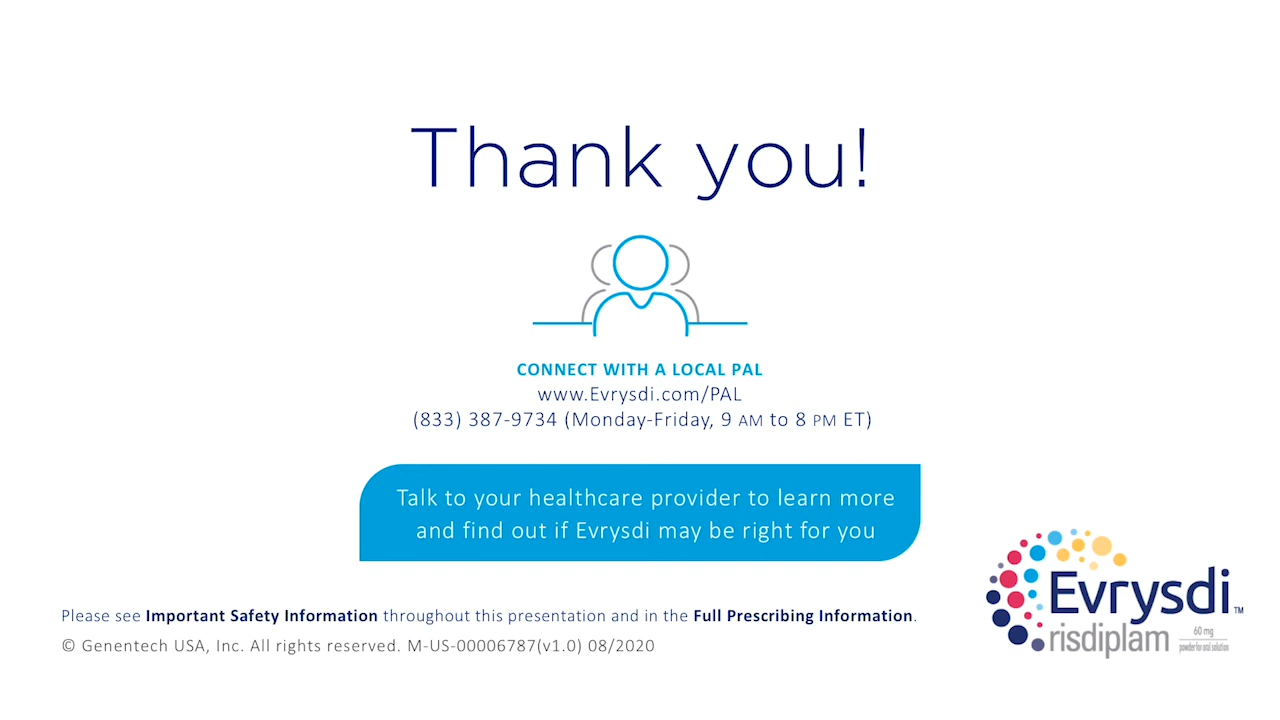 Thank you!
CONNECT WITH A LOCAL PAL
www.Evrysdi.com/PAL
(833) 387-9734 (Monday-Friday, 9 AM to 8 PM ET)
Talk to your healthcare provider to learn more
and find out if Evrysdi may be right for you
Please see Important Safety Information throughout this presentation and in the Full Prescribing Information.
© Genentech USA, Inc. All rights reserved. M-US-00006787(v1.0) 08/2020
Evrysdi™
risdiplam 60 mg
powder for oral solution